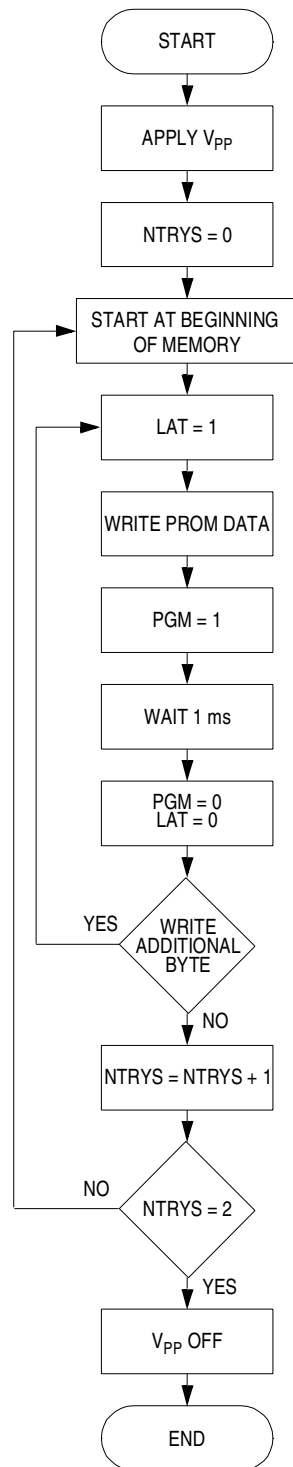 START
APPLY VPP
NTRYS = 0
START AT BEGINNING
OF MEMORY
LAT = 1
WRITE PROM DATA
PGM = 1
WAIT 1 ms
PGM = 0
LAT = 0
YES
WRITE
ADDITIONAL
BYTE
NO
NTRYS = NTRYS + 1
NO
NTRYS = 2
YES
VPP OFF
END